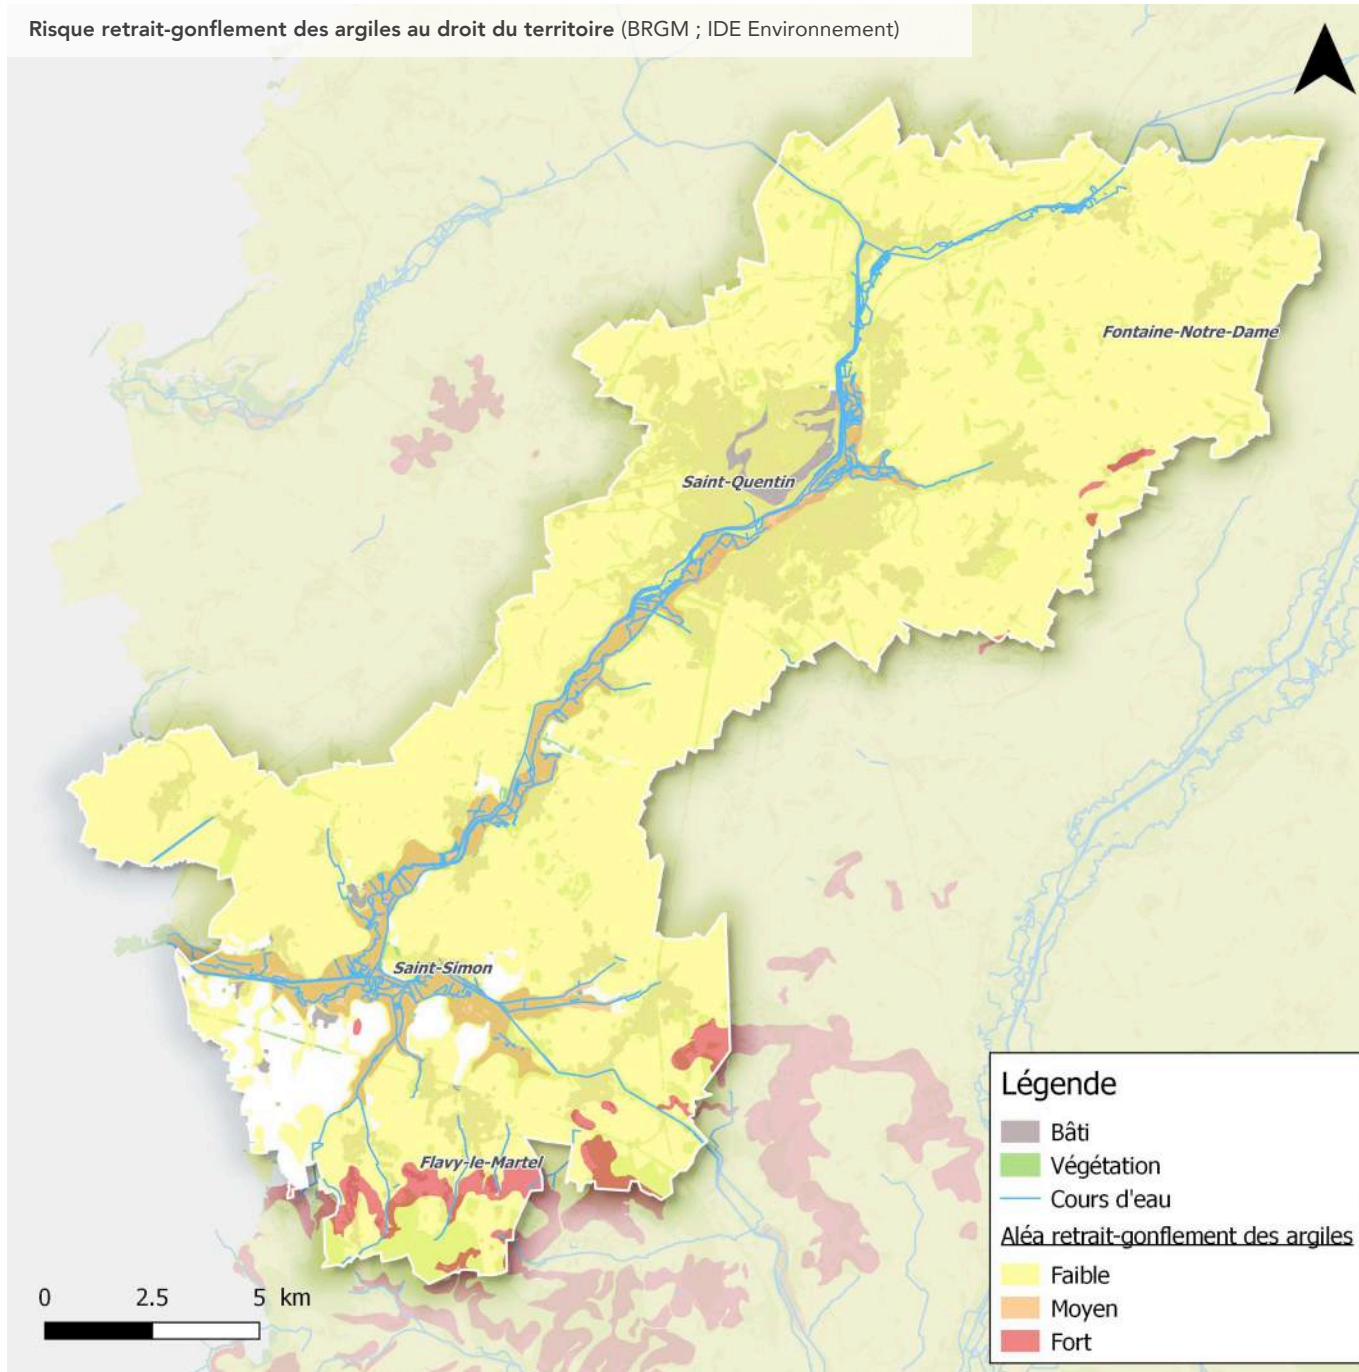 Risque retrait-gonflement des argiles au droit du territoire (BRGM ; IDE Environnement)
Fontaine-Notre-Dame
Saint-Quentin
Saint-Simon
Flavy-le-Martel
Légende
Bâti
Végétation
Cours d'eau
Aléa retrait-gonflement des argiles
Faible
Moyen
Fort
0 2.5 5 km